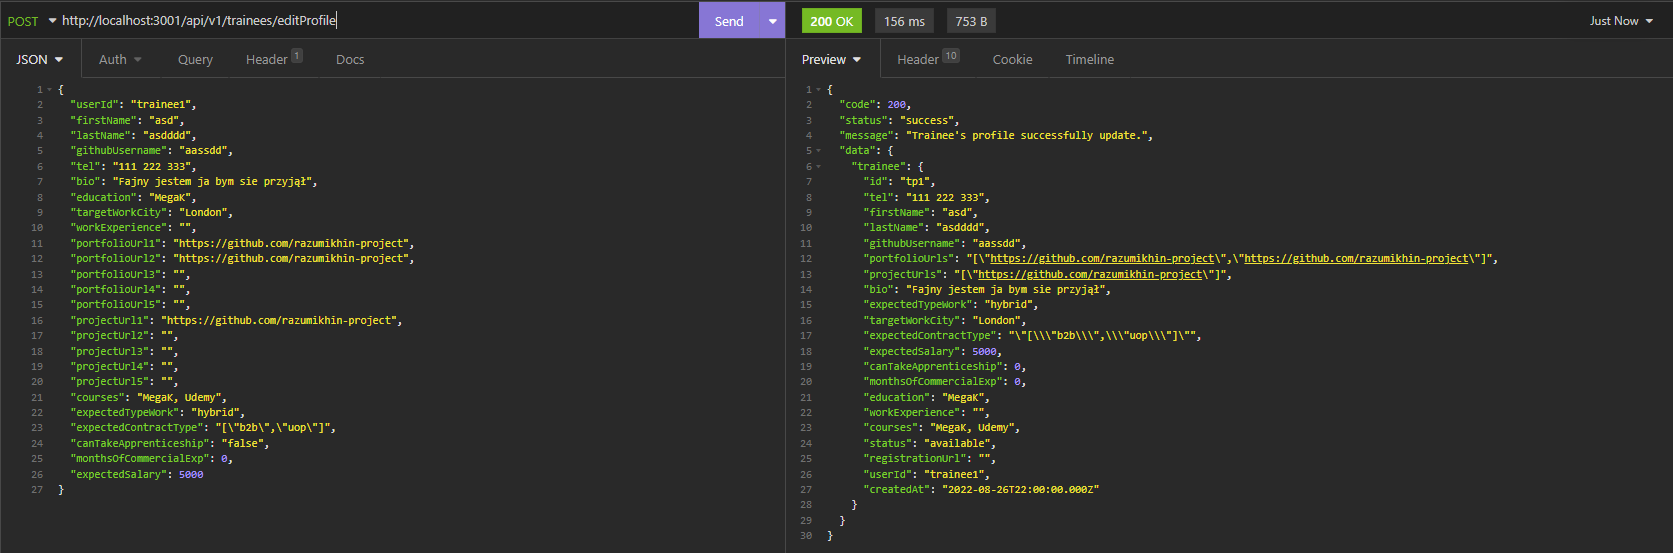 POST http://localhost:3001/api/v1/trainees/editProfile Send 200 OK 156 ms 753 B Just Now
JSON Auth Query Header 1 Docs
Preview Header 10 Cookie Timeline
1 {
2 "userId": "trainee1",
3 "firstName": "asd",
4 "lastName": "asdddd",
5 "githubUsername": "aassdd",
6 "tel": "111 222 333",
7 "bio": "Fajny jestem ja bym sie przyjął",
8 "education": "MegaK",
9 "targetWorkCity": "London",
10 "workExperience": "",
11 "portfolioUrl1": "https://github.com/razumikhin-project",
12 "portfolioUrl2": "https://github.com/razumikhin-project",
13 "portfolioUrl3": "",
14 "portfolioUrl4": "",
15 "portfolioUrl5": "",
16 "projectUrl1": "https://github.com/razumikhin-project",
17 "projectUrl2": "",
18 "projectUrl3": "",
19 "projectUrl4": "",
20 "projectUrl5": "",
21 "courses": "MegaK, Udemy",
22 "expectedTypeWork": "hybrid",
23 "expectedContractType": "[\"b2b\",\"uop\"]",
24 "canTakeApprenticeship": "false",
25 "monthsOfCommercialExp": 0,
26 "expectedSalary": 5000
27 }
1 {
2 "code": 200,
3 "status": "success",
4 "message": "Trainee's profile successfully update.",
5 "data": {
6 "trainee": {
7 "id": "tp1",
8 "tel": "111 222 333",
9 "firstName": "asd",
10 "lastName": "asdddd",
11 "githubUsername": "aassdd",
12 "portfolioUrls": "[\"https://github.com/razumikhin-project\",\"https://github.com/razumikhin-project\"]",
13 "projectUrls": "[\"https://github.com/razumikhin-project\"]",
14 "bio": "Fajny jestem ja bym sie przyjął",
15 "expectedTypeWork": "hybrid",
16 "targetWorkCity": "London",
17 "expectedContractType": "\"[\\\"b2b\\\",\\\"uop\\\"]\"",
18 "expectedSalary": 5000,
19 "canTakeApprenticeship": 0,
20 "monthsOfCommercialExp": 0,
21 "education": "MegaK",
22 "workExperience": "",
23 "courses": "MegaK, Udemy",
24 "status": "available",
25 "registrationUrl": "",
26 "userId": "trainee1",
27 "createdAt": "2022-08-26T22:00:00.000Z"
28 }
29 }
30 }